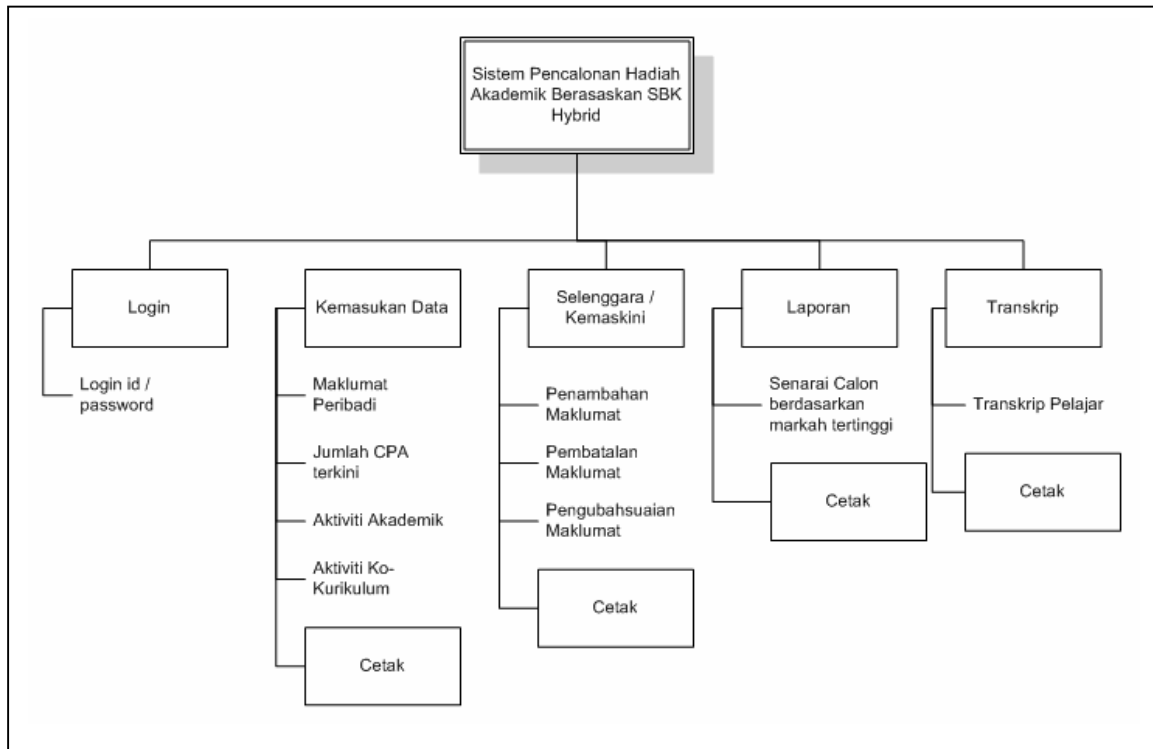 Sistem Pencalonan Hadiah
Akademik Berasaskan SBK
Hybrid
Login
Login id /
password
Kemasukan Data
Maklumat
Peribadi
Jumlah CPA
terkini
Aktiviti Akademik
Aktiviti Ko-
Kurikulum
Cetak
Selenggara /
Kemaskini
Penambahan
Maklumat
Pembatalan
Maklumat
Pengubahsuaian
Maklumat
Cetak
Laporan
Senarai Calon
berdasarkan
markah tertinggi
Cetak
Transkrip
Transkrip Pelajar
Cetak